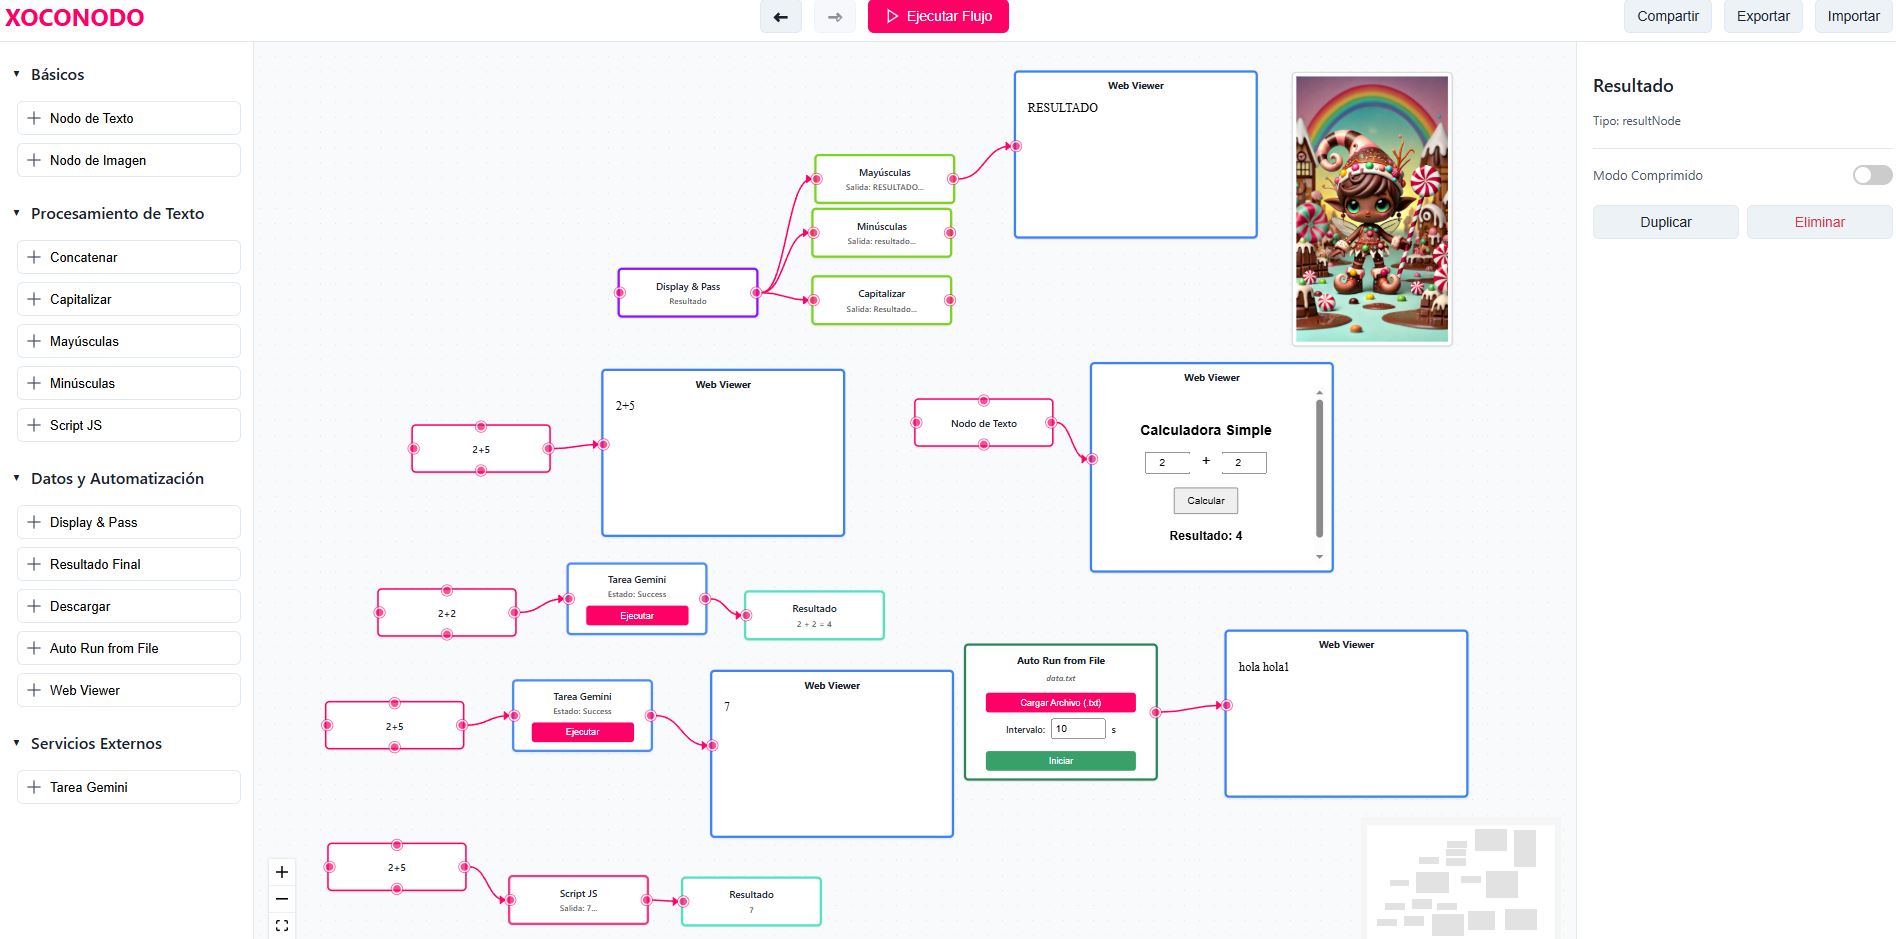 XOCONODO
Ejecutar Flujo
Compartir
Exportar
Importar
Básicos
Nodo de Texto
Nodo de Imagen
Procesamiento de Texto
Concatenar
Capitalizar
Mayúsculas
Minúsculas
Script JS
Datos y Automatización
Display & Pass
Resultado Final
Descargar
Auto Run from File
Web Viewer
Servicios Externos
Tarea Gemini
Web Viewer
RESULTADO
Mayúsculas
Salida: RESULTADO...
Minúsculas
Salida: resultado...
Display & Pass
Resultado
Capitalizar
Salida: Resultado...
Web Viewer
2+5
2+5
Nodo de Texto
Web Viewer
Calculadora Simple
2 + 2
Calcular
Resultado: 4
2+2
Tarea Gemini
Estado: Success
Ejecutar
Resultado
2 + 2 = 4
2+5
Tarea Gemini
Estado: Success
Ejecutar
Web Viewer
7
Auto Run from File
data.txt
Cargar Archivo (.txt)
Intervalo: 10 s
Iniciar
Web Viewer
hola hola1
2+5
Script JS
Salida: 7...
Resultado
7
Resultado
Tipo: resultNode
Modo Comprimido
Duplicar
Eliminar